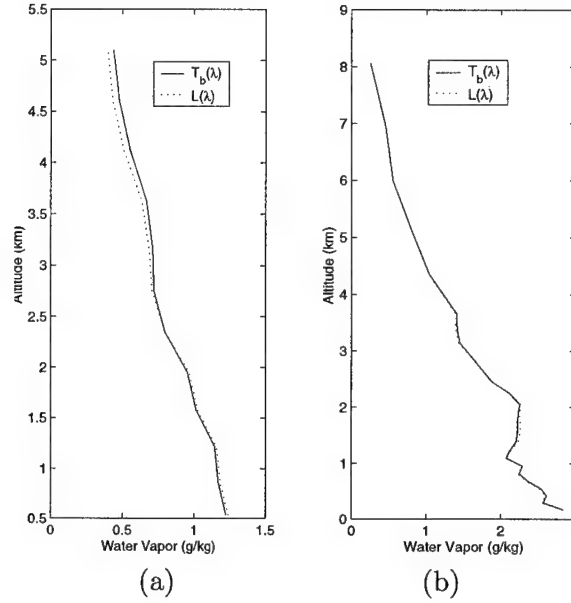 5.5
5
4.5
4
3.5
3
2.5
2
1.5
1
0.5
Altitude (km)
0
0.5
1
1.5
Water Vapor (g/kg)
T_b(λ)
L(λ)
(a)
9
8
7
6
5
4
3
2
1
0
Altitude (km)
0
1
2
Water Vapor (g/kg)
T_b(λ)
L(λ)
(b)